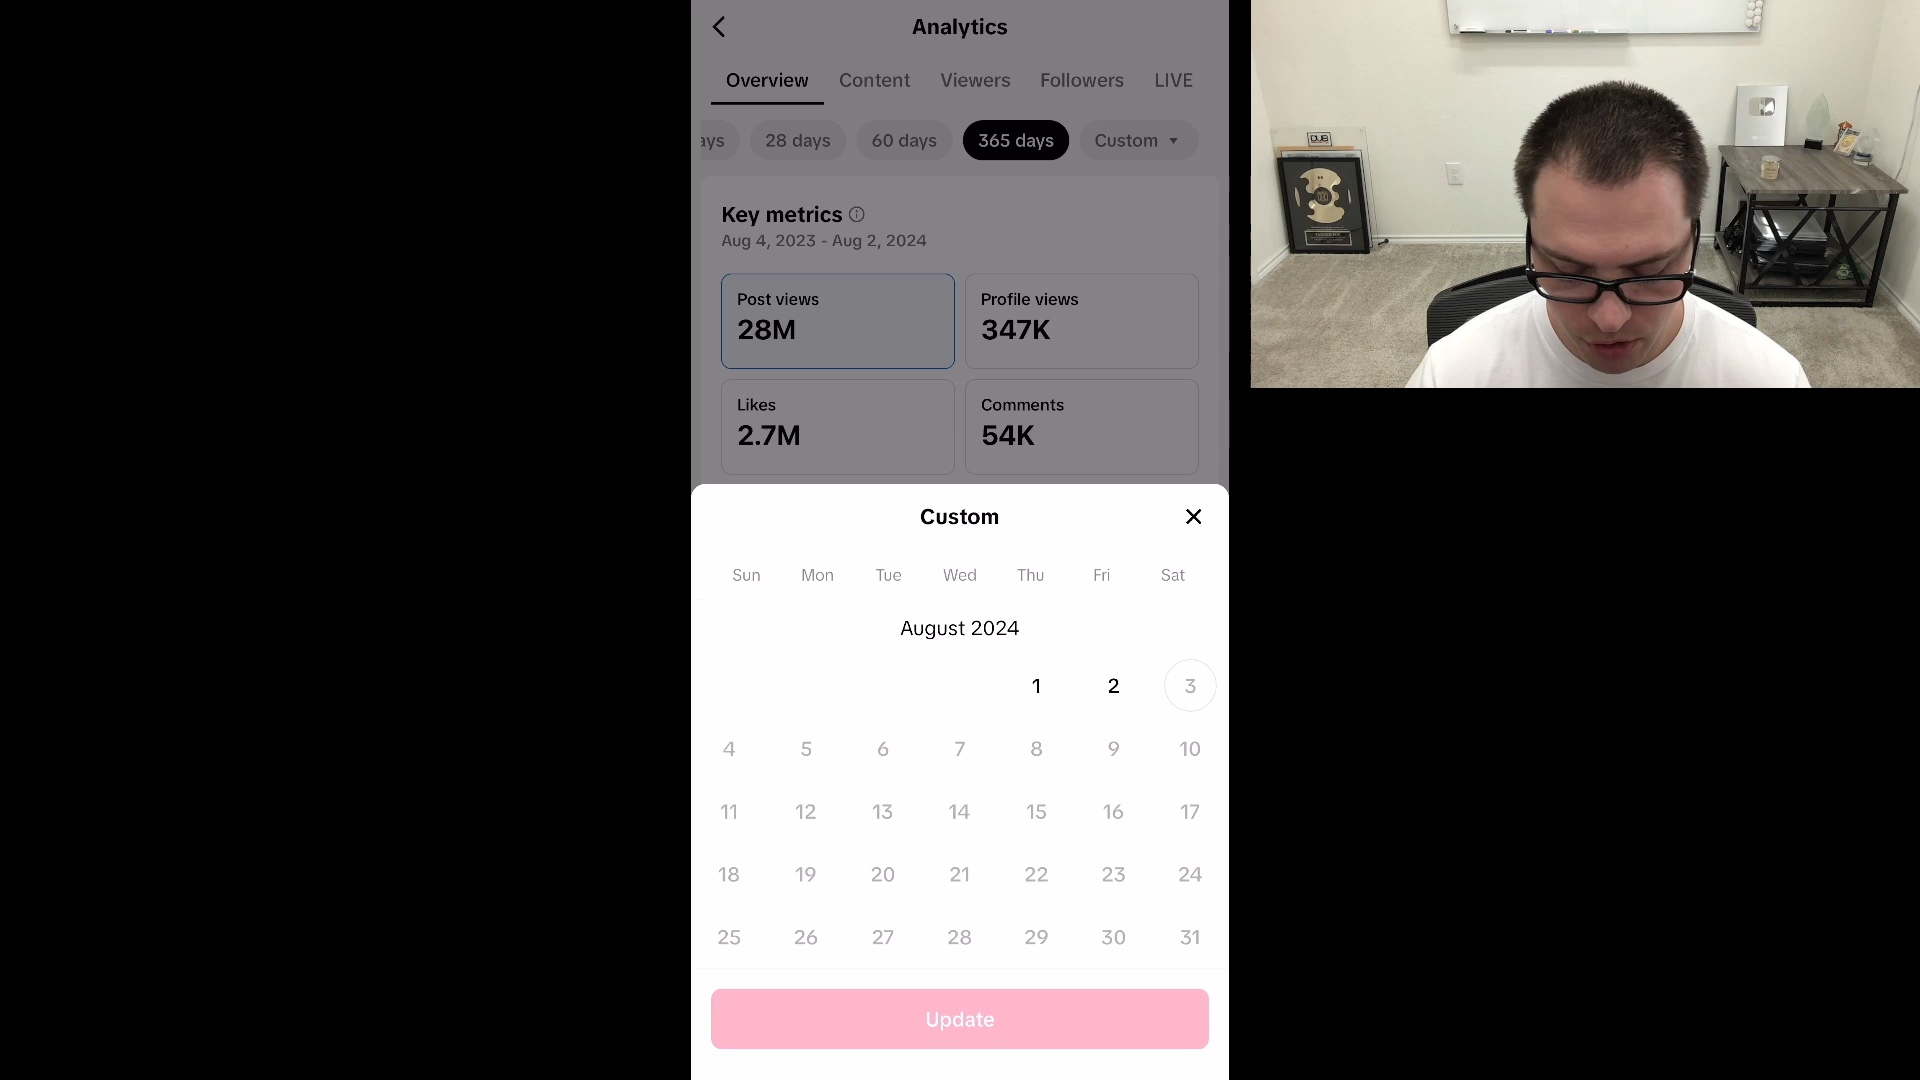 Analytics
Overview Content Viewers Followers LIVE
ays 28 days 60 days 365 days Custom
Key metrics
Aug 4, 2023 - Aug 2, 2024
Post views
28M
Profile views
347K
Likes
2.7M
Comments
54K
Custom
Sun Mon Tue Wed Thu Fri Sat
August 2024
1 2 3
4 5 6 7 8 9 10
11 12 13 14 15 16 17
18 19 20 21 22 23 24
25 26 27 28 29 30 31
Update